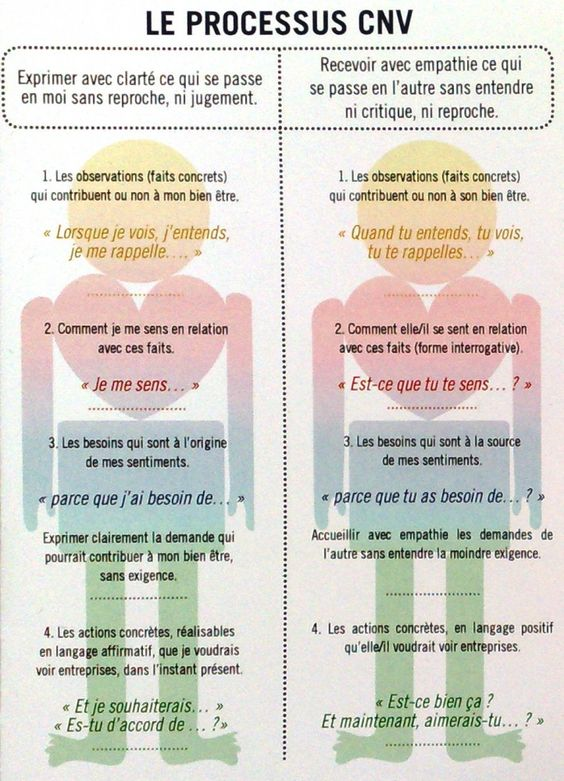 LE PROCESSUS CNV
Exprimer avec clarté ce qui se passe
en moi sans reproche, ni jugement.
1. Les observations (faits concrets)
qui contribuent ou non à mon bien être.
« Lorsque je vois, j'entends,
je me rappelle.... »
2. Comment je me sens en relation
avec ces faits.
« Je me sens... »
3. Les besoins qui sont à l'origine
de mes sentiments.
« parce que j'ai besoin de... »
Exprimer clairement la demande qui
pourrait contribuer à mon bien être,
sans exigence.
4. Les actions concrètes, réalisables
en langage affirmatif, que je voudrais
voir entreprises, dans l'instant présent.
« Et je souhaiterais... »
« Es-tu d'accord de ... ?»
Recevoir avec empathie ce qui
se passe en l'autre sans entendre
ni critique, ni reproche.
1. Les observations (faits concrets)
qui contribuent ou non à son bien être.
« Quand tu entends, tu vois,
tu te rappelles... »
2. Comment elle/il se sent en relation
avec ces faits (forme interrogative).
« Est-ce que tu te sens... ? »
3. Les besoins qui sont à la source
de mes sentiments.
« parce que tu as besoin de... ? »
Accueillir avec empathie les demandes de
l'autre sans entendre la moindre exigence.
4. Les actions concrètes, en langage positif
qu'elle/il voudrait voir entreprises.
« Est-ce bien ça ?
Et maintenant, aimerais-tu... ? »